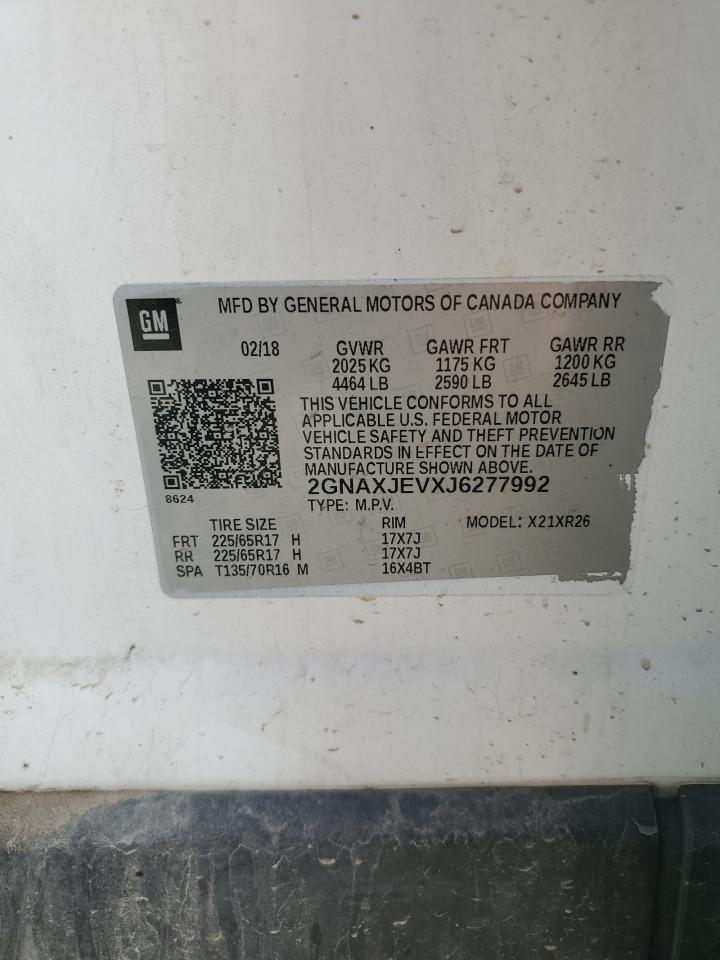 GM
MFD BY GENERAL MOTORS OF CANADA COMPANY
02/18 GVWR GAWR FRT GAWR RR
2025 KG 1175 KG 1200 KG
4464 LB 2590 LB 2645 LB
THIS VEHICLE CONFORMS TO ALL
APPLICABLE U.S. FEDERAL MOTOR
VEHICLE SAFETY AND THEFT PREVENTION
STANDARDS IN EFFECT ON THE DATE OF
MANUFACTURE SHOWN ABOVE.
8624
2GNAXJEVXJ6277992
TYPE: M.P.V.
TIRE SIZE RIM MODEL: X21XR26
FRT 225/65R17 H 17X7J
RR 225/65R17 H 17X7J
SPA T135/70R16 M 16X4BT